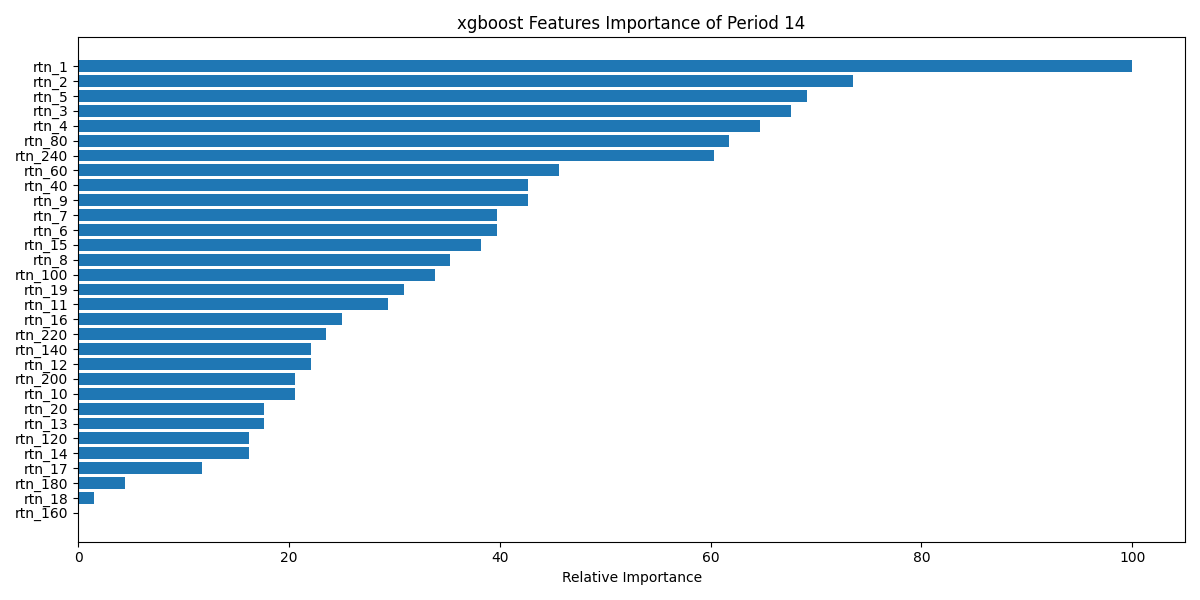 xgboost Features Importance of Period 14
rtn_1
rtn_2
rtn_5
rtn_3
rtn_4
rtn_80
rtn_240
rtn_60
rtn_40
rtn_9
rtn_7
rtn_6
rtn_15
rtn_8
rtn_100
rtn_19
rtn_11
rtn_16
rtn_220
rtn_140
rtn_12
rtn_200
rtn_10
rtn_20
rtn_13
rtn_120
rtn_14
rtn_17
rtn_180
rtn_18
rtn_160
0 20 40 60 80 100
Relative Importance